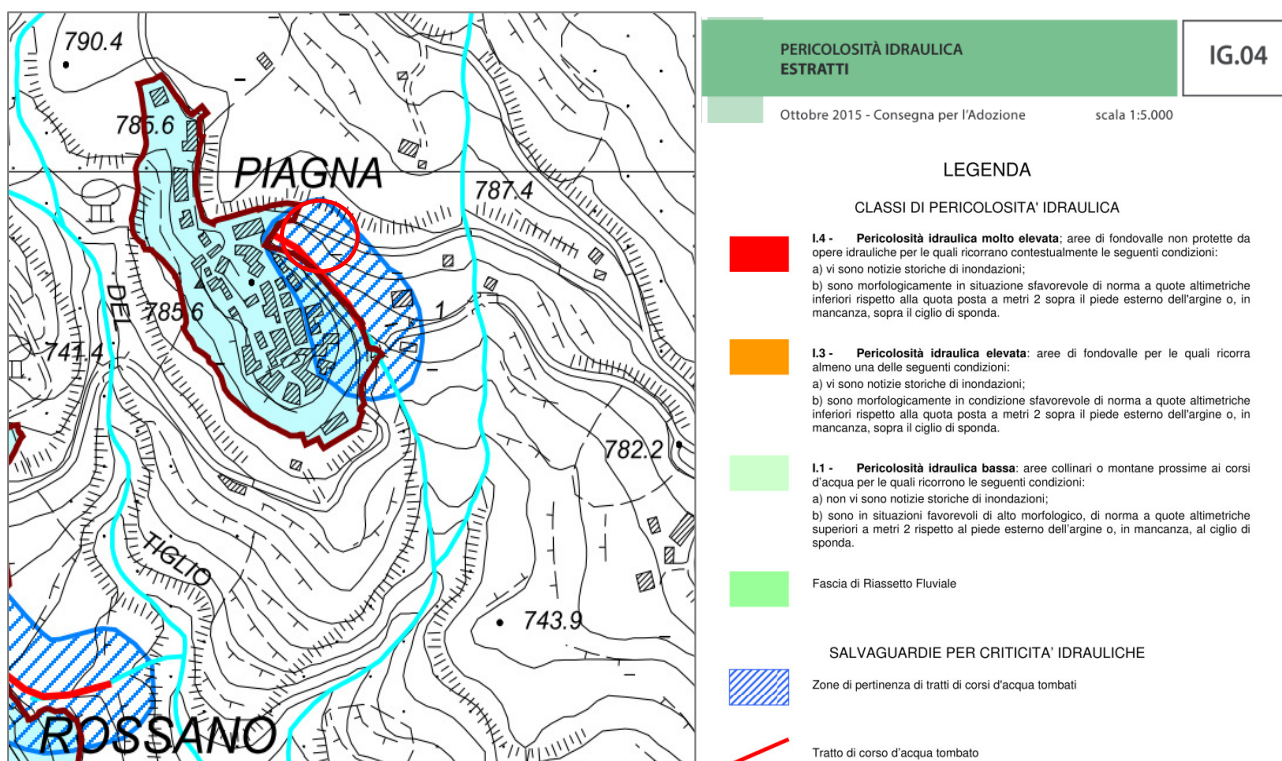 790.4
785.6
PIAGNA
787.4
DEL
785.6
1
741.4
782.2
TIGLIO
743.9
ROSSANO
PERICOLOSITÀ IDRAULICA
ESTRATTI
IG.04
Ottobre 2015 - Consegna per l'Adozione scala 1:5.000
LEGENDA
CLASSI DI PERICOLOSITA' IDRAULICA
I.4 - Pericolosità idraulica molto elevata; aree di fondovalle non protette da
opere idrauliche per le quali ricorrano contestualmente le seguenti condizioni:
a) vi sono notizie storiche di inondazioni;
b) sono morfologicamente in situazione sfavorevole di norma a quote altimetriche
inferiori rispetto alla quota posta a metri 2 sopra il piede esterno dell'argine o, in
mancanza, sopra il ciglio di sponda.
I.3 - Pericolosità idraulica elevata: aree di fondovalle per le quali ricorra
almeno una delle seguenti condizioni:
a) vi sono notizie storiche di inondazioni;
b) sono morfologicamente in condizione sfavorevole di norma a quote altimetriche
inferiori rispetto alla quota posta a metri 2 sopra il piede esterno dell'argine o, in
mancanza, sopra il ciglio di sponda.
I.1 - Pericolosità idraulica bassa: aree collinari o montane prossime ai corsi
d'acqua per le quali ricorrono le seguenti condizioni:
a) non vi sono notizie storiche di inondazioni;
b) sono in situazioni favorevoli di alto morfologico, di norma a quote altimetriche
superiori a metri 2 rispetto al piede esterno dell'argine o, in mancanza, al ciglio di
sponda.
Fascia di Riassetto Fluviale
SALVAGUARDIE PER CRITICITA' IDRAULICHE
Zone di pertinenza di tratti di corsi d'acqua tombati
Tratto di corso d'acqua tombato